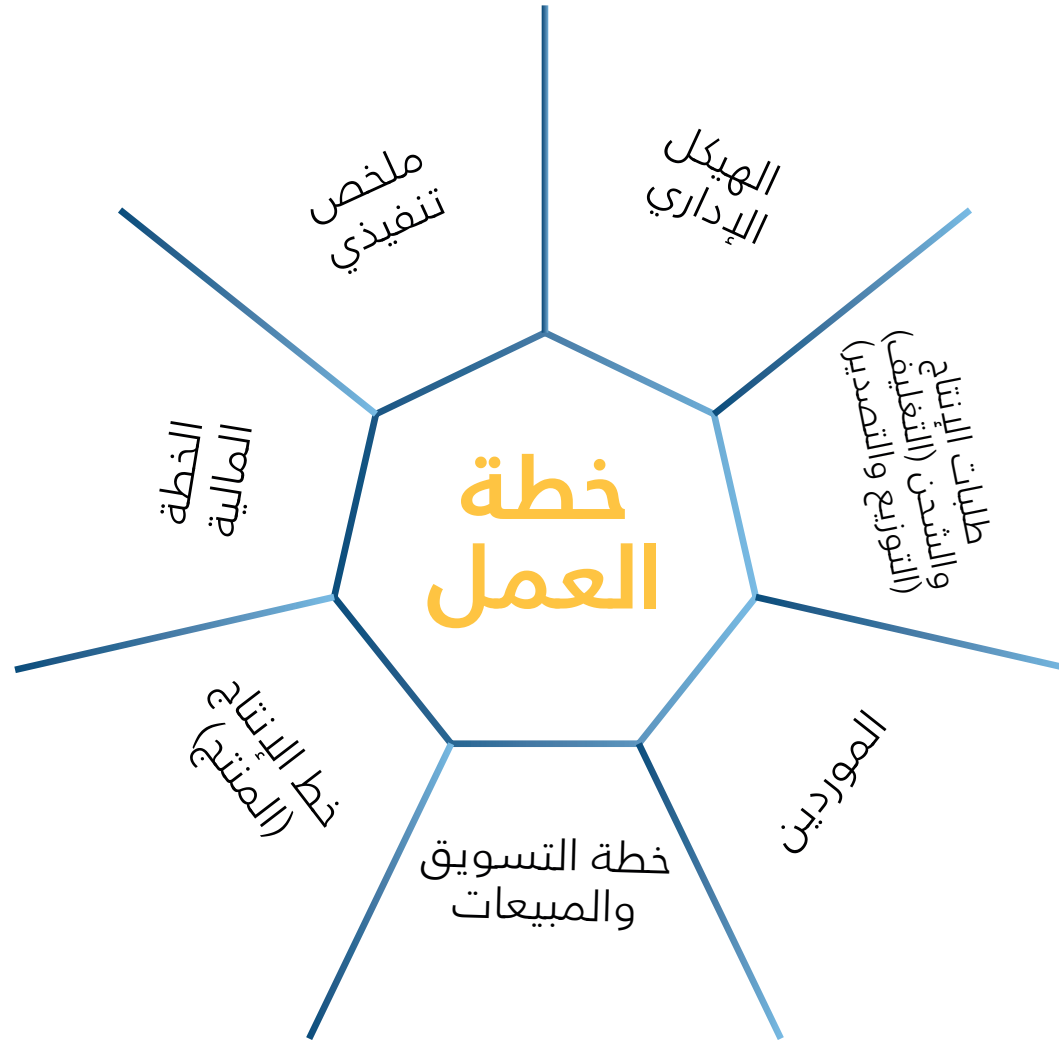 خطة
العمل
ملخص
تنفيذي
الهيكل
الإداري
طلبات الإنتاج
والشحن (التغليف)
(التوزيع والتصدير)
الموردين
خطة التسويق
والمبيعات
خط الإنتاج
(المنتج)
الخطة
المالية